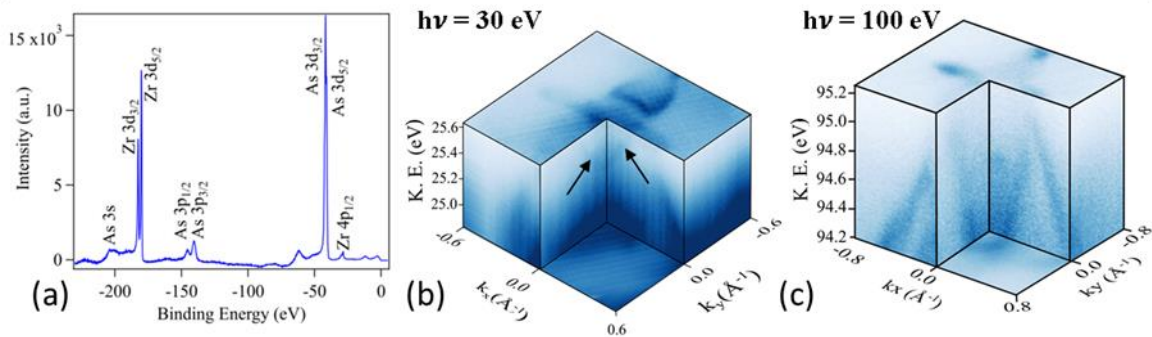 15 x10³
10
5
0
Intensity (a.u.)
As 3s
Zr 3d3/2
Zr 3d5/2
As 3p1/2
As 3p3/2
As 3d3/2
As 3d5/2
Zr 4p1/2
-200
-150
-100
-50
0
Binding Energy (eV)
(a)
hν = 30 eV
25.6
25.4
25.2
25.0
K. E. (eV)
-0.6
0.0
kx(Å-1)
0.6
ky(Å-1)
0.0
-0.6
(b)
hν = 100 eV
95.2
95.0
94.8
94.6
94.4
94.2
K. E. (eV)
-0.8
0.0
kx (Å-1)
0.8
ky (Å-1)
0.0
-0.8
(c)